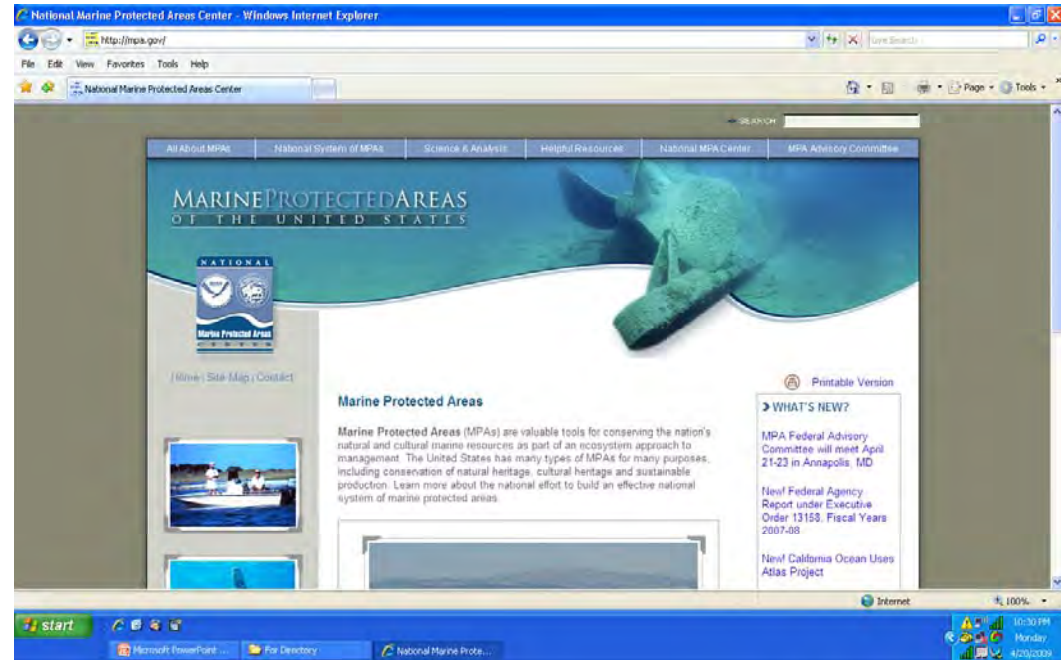 National Marine Protected Areas Center - Windows Internet Explorer
http://mpa.gov/
Live Search
File Edit View Favorites Tools Help
National Marine Protected Areas Center
Page Tools
SEARCH
All About MPAs National System of MPAs Science & Analysis Helpful Resources National MPA Center MPA Advisory Committee
MARINEPROTECTEDAREAS
OF THE UNITED STATES
NATIONAL
Marine Protected Areas
CENTER
Home | Site Map | Contact
Printable Version
Marine Protected Areas
Marine Protected Areas (MPAs) are valuable tools for conserving the nation's
natural and cultural marine resources as part of an ecosystem approach to
management. The United States has many types of MPAs for many purposes,
including conservation of natural heritage, cultural heritage and sustainable
production. Learn more about the national effort to build an effective national
system of marine protected areas.
WHAT'S NEW?
MPA Federal Advisory
Committee will meet April
21-23 in Annapolis, MD
New! Federal Agency
Report under Executive
Order 13158, Fiscal Years
2007-08
New! California Ocean Uses
Atlas Project
Internet 100%
start
Microsoft PowerPoint ... For Directory National Marine Prote...
10:30 PM
Monday
4/20/2009